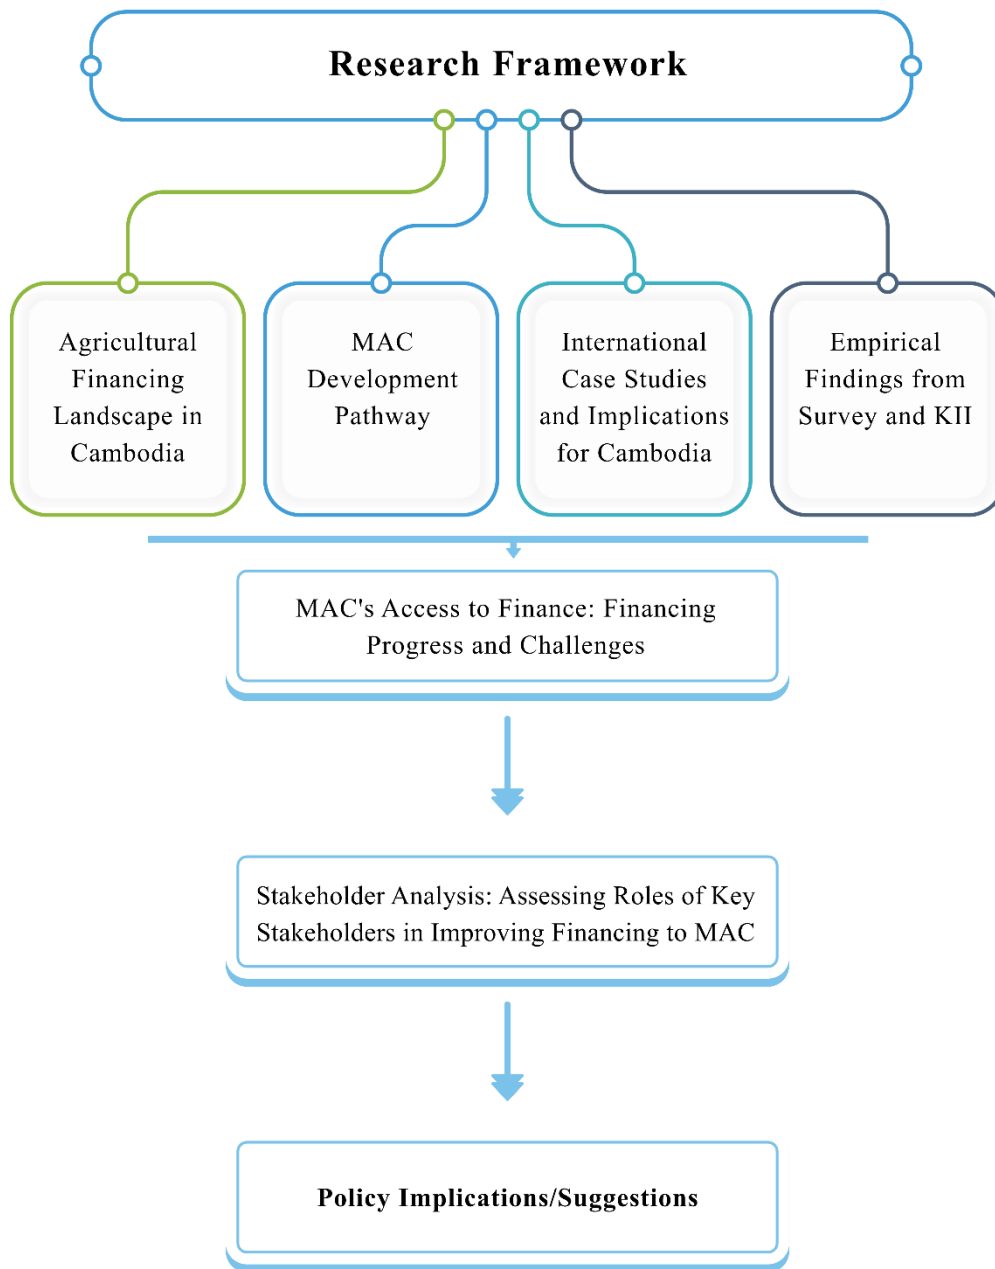 Research Framework
Agricultural
Financing
Landscape in
Cambodia
MAC
Development
Pathway
International
Case Studies
and Implications
for Cambodia
Empirical
Findings from
Survey and KII
MAC's Access to Finance: Financing
Progress and Challenges
Stakeholder Analysis: Assessing Roles of Key
Stakeholders in Improving Financing to MAC
Policy Implications/Suggestions